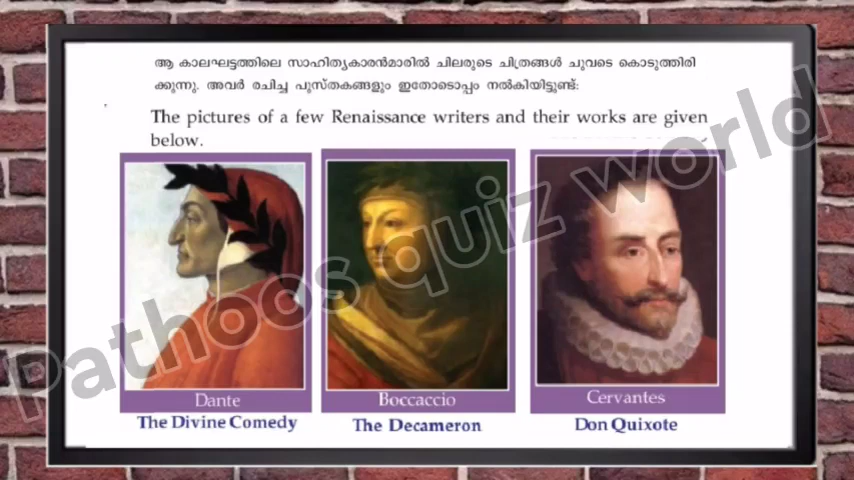 ആ കാലഘട്ടത്തിലെ സാഹിത്യകാരൻമാരിൽ ചിലരുടെ ചിത്രങ്ങൾ ചുവടെ കൊടുത്തിരി
ക്കുന്നു. അവർ രചിച്ച പുസ്തകങ്ങളും ഇതോടൊപ്പം നൽകിയിട്ടുണ്ട്:
The pictures of a few Renaissance writers and their works are given
below.
Dante
Boccaccio
Cervantes
The Divine Comedy
The Decameron
Don Quixote
Pathoos quiz world